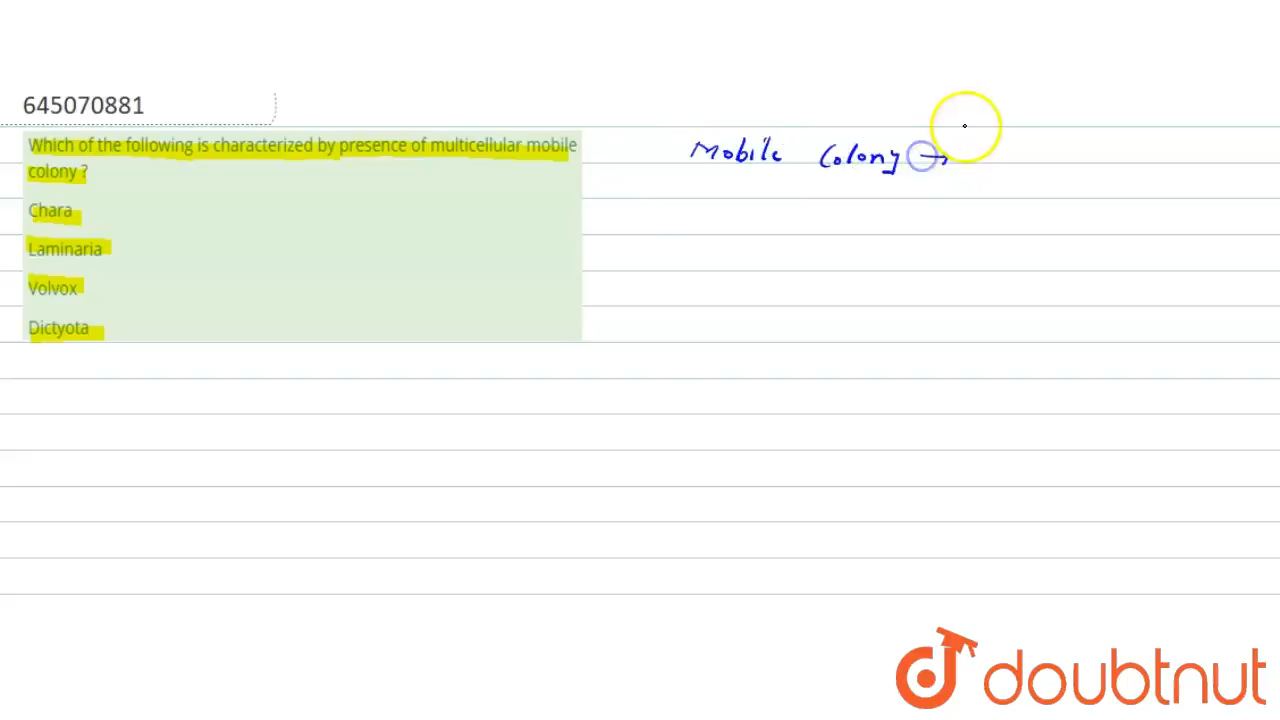 645070881
Which of the following is characterized by presence of multicellular mobile
colony ?
Chara
Laminaria
Volvox
Dictyota
Mobile Colony →
doubtnut